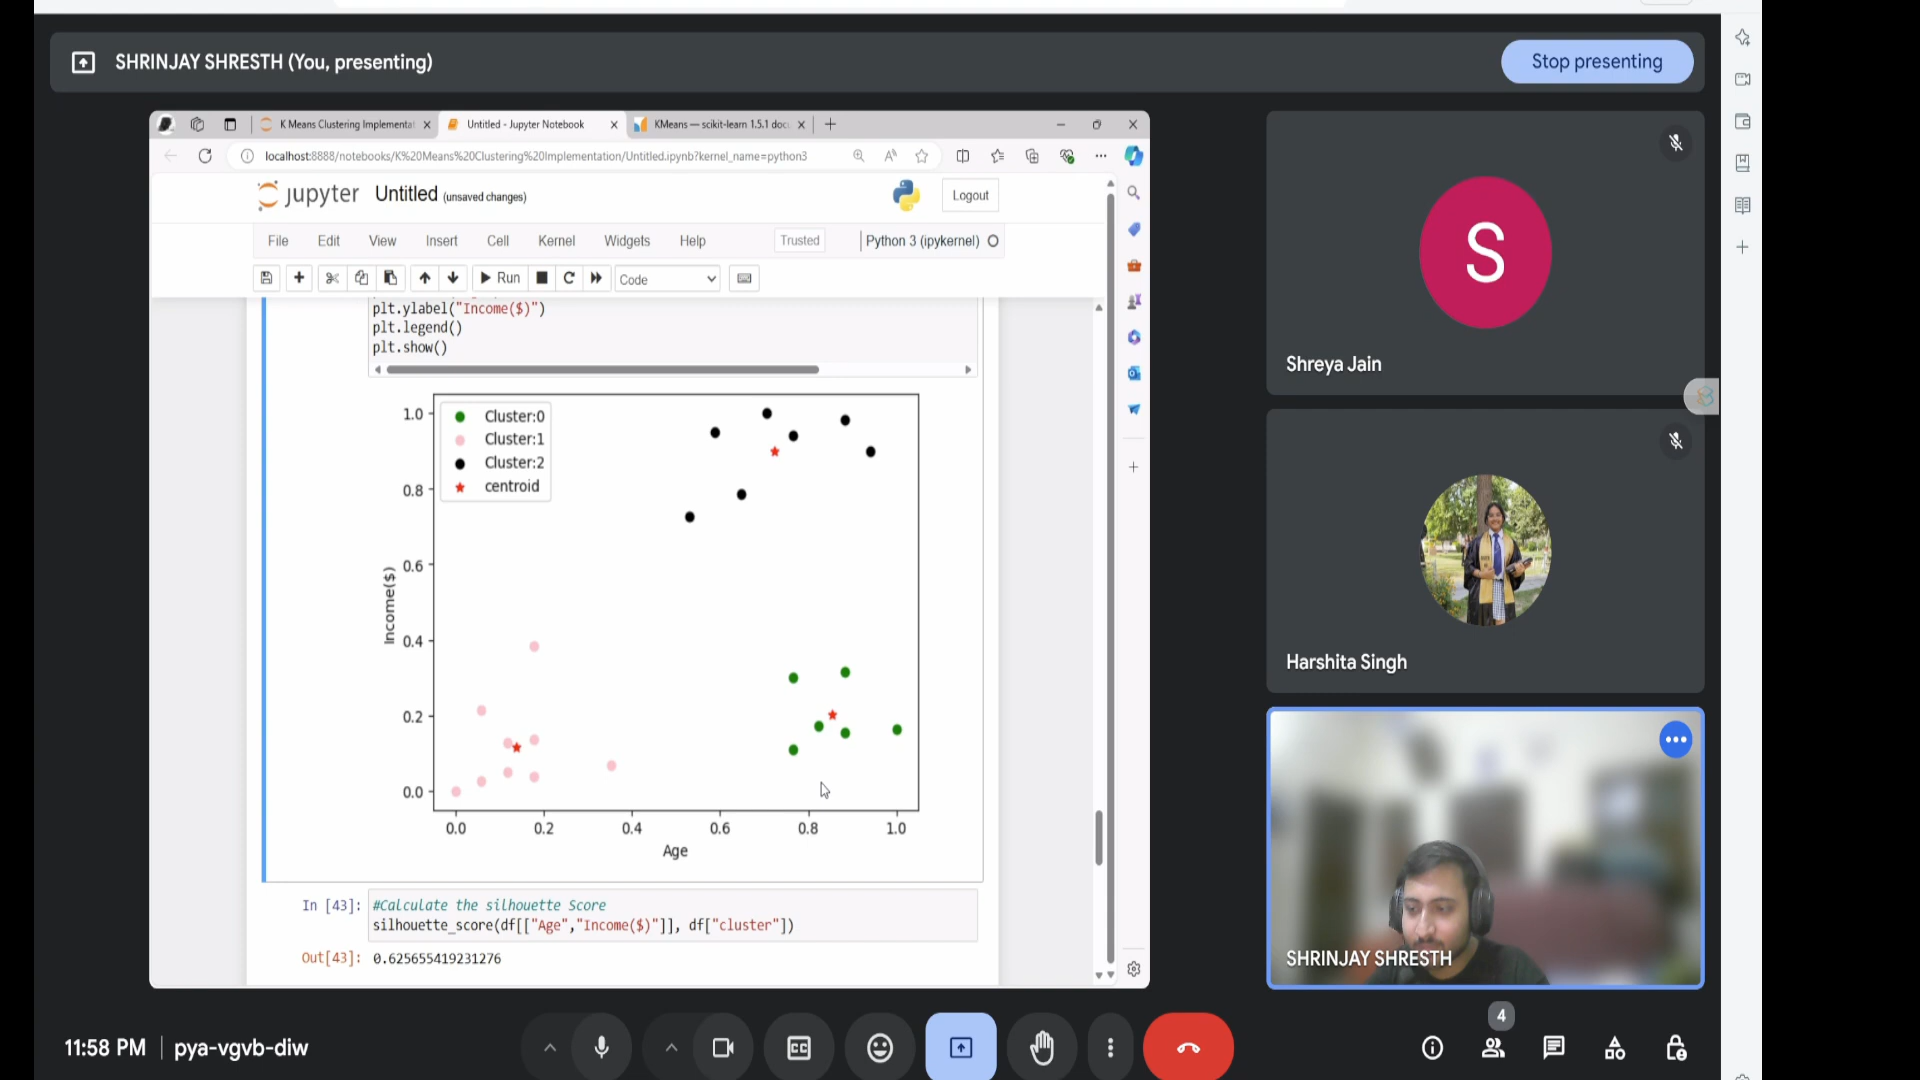 SHRINJAY SHRESTH (You, presenting)
Stop presenting
K Means Clustering Implementat
Untitled - Jupyter Notebook
KMeans — scikit-learn 1.5.1 doc
localhost:8888/notebooks/K%20Means%20Clustering%20Implementation/Untitled.ipynb?kernel_name=python3
jupyter Untitled (unsaved changes)
Logout
File Edit View Insert Cell Kernel Widgets Help
Trusted
Python 3 (ipykernel)
Run
Code
plt.ylabel("Income($)")
plt.legend()
plt.show()
Cluster:0
Cluster:1
Cluster:2
centroid
1.0
0.8
0.6
0.4
0.2
0.0
Income($)
0.0 0.2 0.4 0.6 0.8 1.0
Age
In [43]: #Calculate the silhouette Score
silhouette_score(df[["Age","Income($)"]], df["cluster"])
Out[43]: 0.625655419231276
S
Shreya Jain
Harshita Singh
SHRINJAY SHRESTH
11:58 PM | pya-vgvb-diw
CC
4